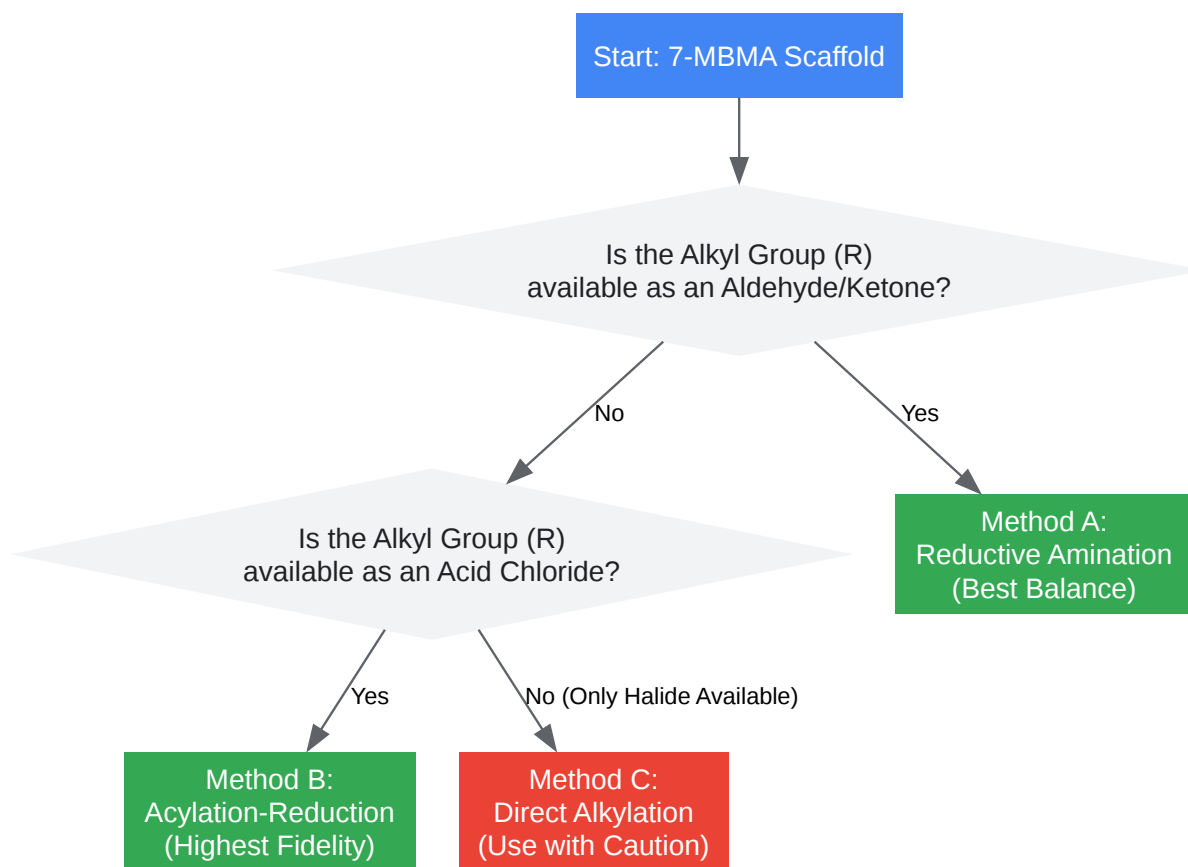 Start: 7-MBMA Scaffold
Is the Alkyl Group (R)
available as an Aldehyde/Ketone?
No
Yes
Is the Alkyl Group (R)
available as an Acid Chloride?
Method A:
Reductive Amination
(Best Balance)
Yes
No (Only Halide Available)
Method B:
Acylation-Reduction
(Highest Fidelity)
Method C:
Direct Alkylation
(Use with Caution)